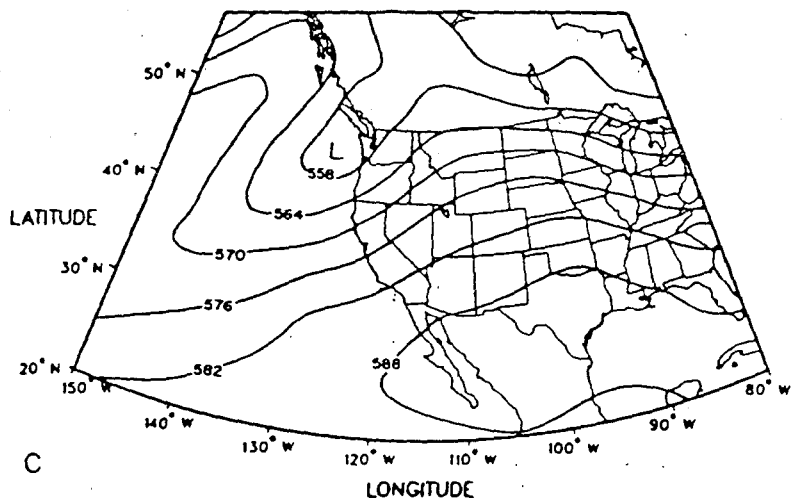 50° N
L
558
40° N
564
LATITUDE
570
30° N
576
588
20° N
582
150° W
80° W
140° W
90° W
130° W
100° W
120° W
110° W
C
LONGITUDE